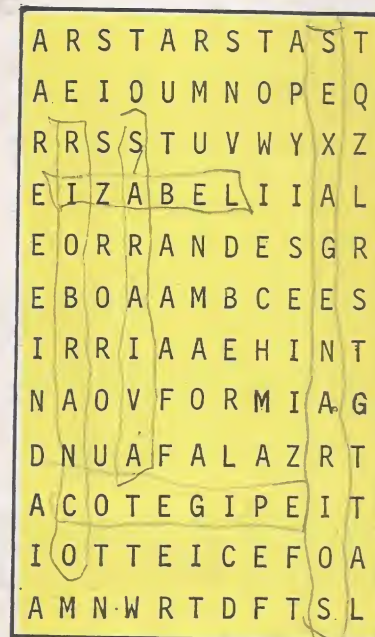 A R S T A R S T A S T
A E I O U M N O P E Q
R R S S T U V W Y X Z
E I Z A B E L I I A L
E O R R A N D E S G R
E B O A A M B C E E S
I R R I A A E H I N T
N A O V F O R M I A G
D N U A F A L A Z R T
A C O T E G I P E I T
I O T T E I C E F O A
A M N W R T D F T S L